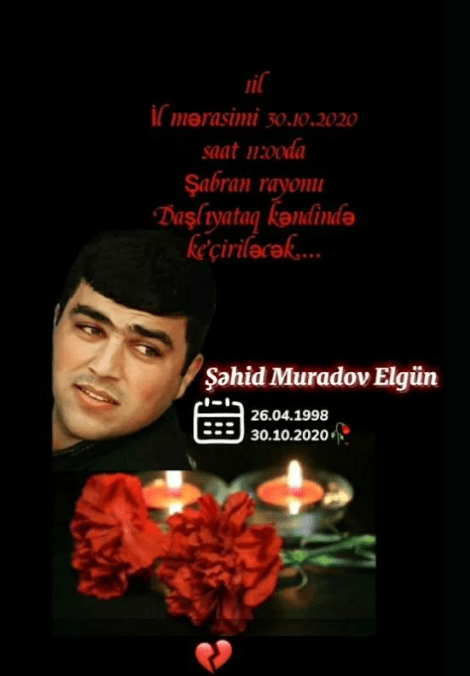 1il
İl mərasimi 30.10.2020
saat 11:00da
Şabran rayonu
Daşlıyataq kəndində
keçiriləcək....
Şəhid Muradov Elgün
26.04.1998
30.10.2020